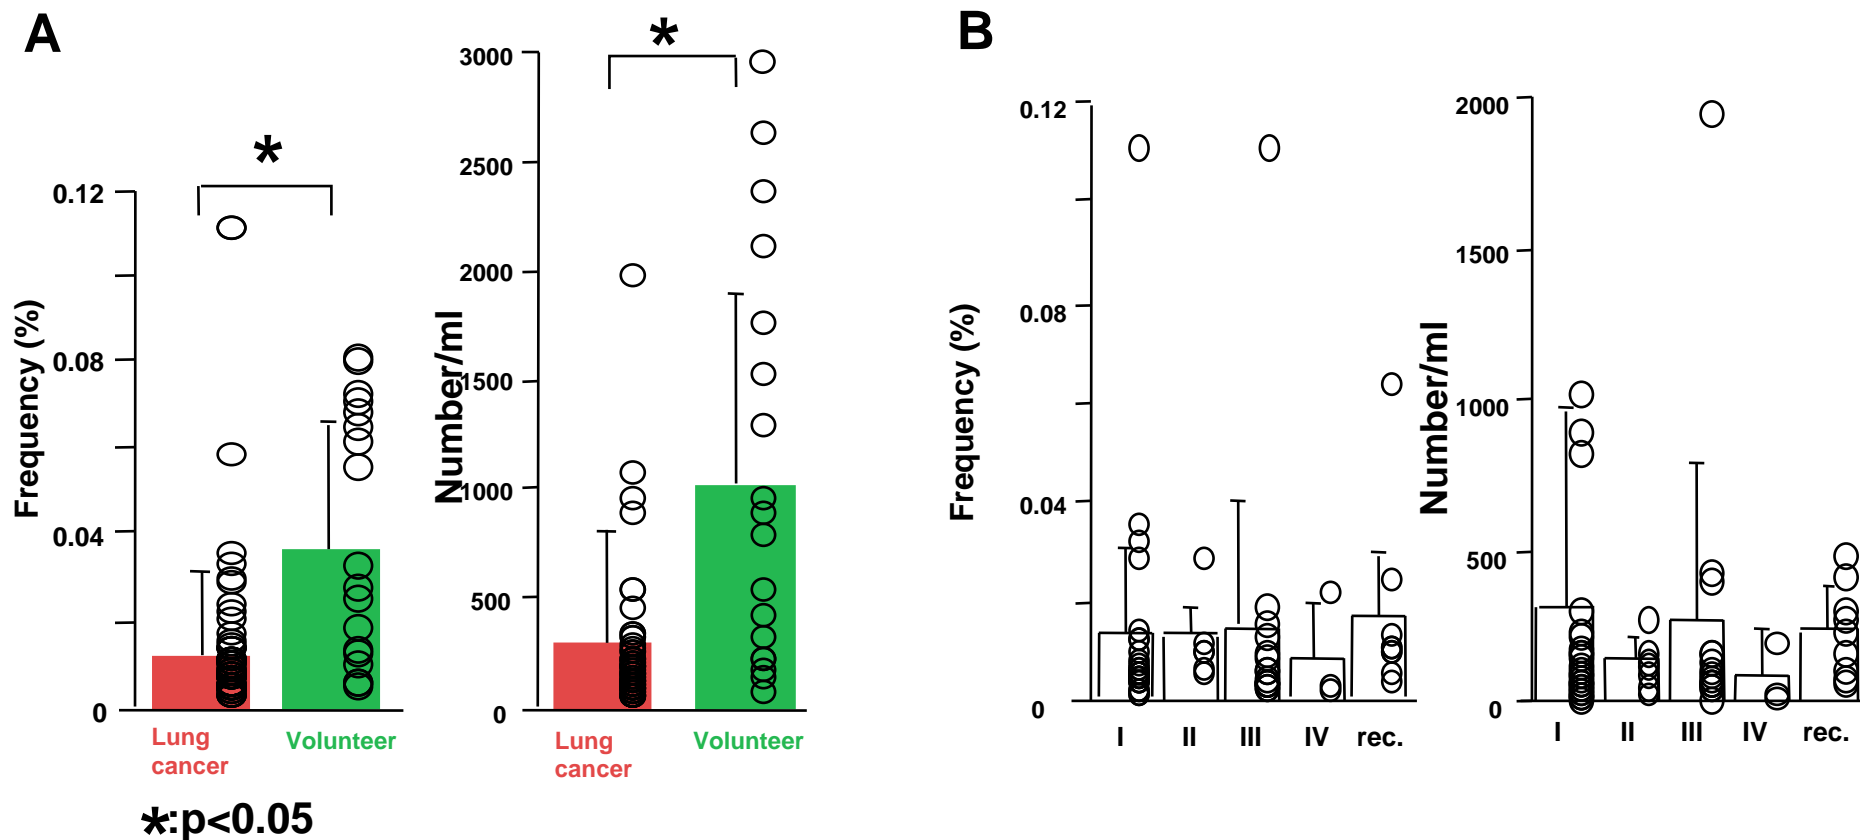 A
*
0.12
0.08
0.04
0
Frequency (%)
Lung
cancer
Volunteer
*:p<0.05
*
3000
2500
2000
1500
1000
500
0
Number/ml
Lung
cancer
Volunteer
B
0.12
0.08
0.04
0
Frequency (%)
I II III IV rec.
2000
1500
1000
500
0
Number/ml
I II III IV rec.